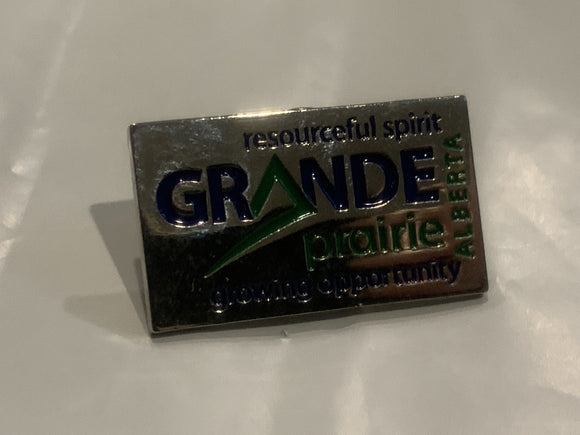 resourceful spirit
GRANDE
prairie
ALBERTA
growing opportunity